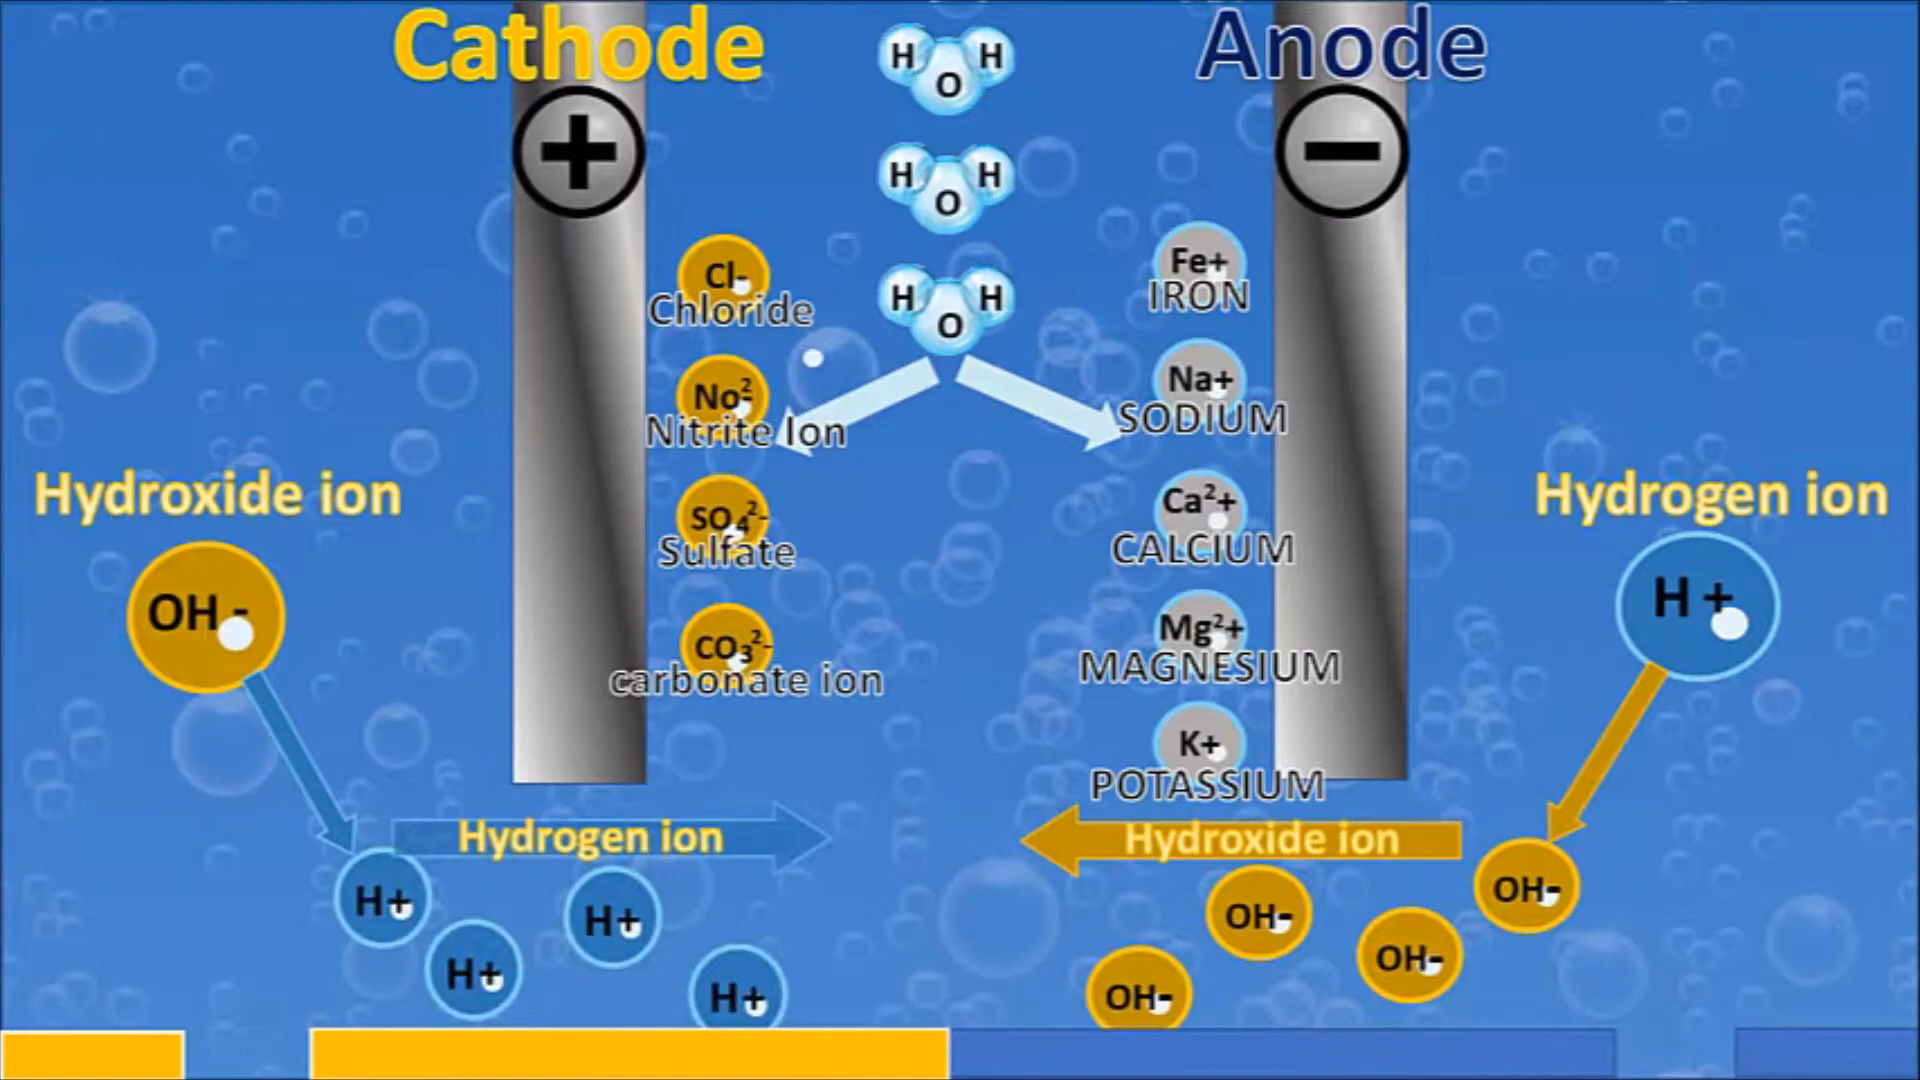 Cathode
Anode
+
−
H H
O
H H
O
H H
O
Cl-
Chloride
No²⁻
Nitrite Ion
SO₄²-
Sulfate
CO₃²-
carbonate ion
Fe+
IRON
Na+
SODIUM
Ca²+
CALCIUM
Mg²+
MAGNESIUM
K+
POTASSIUM
Hydroxide ion
OH -
Hydrogen ion
H +
Hydrogen ion
Hydroxide ion
H+
H+
H+
H+
OH-
OH-
OH-
OH-